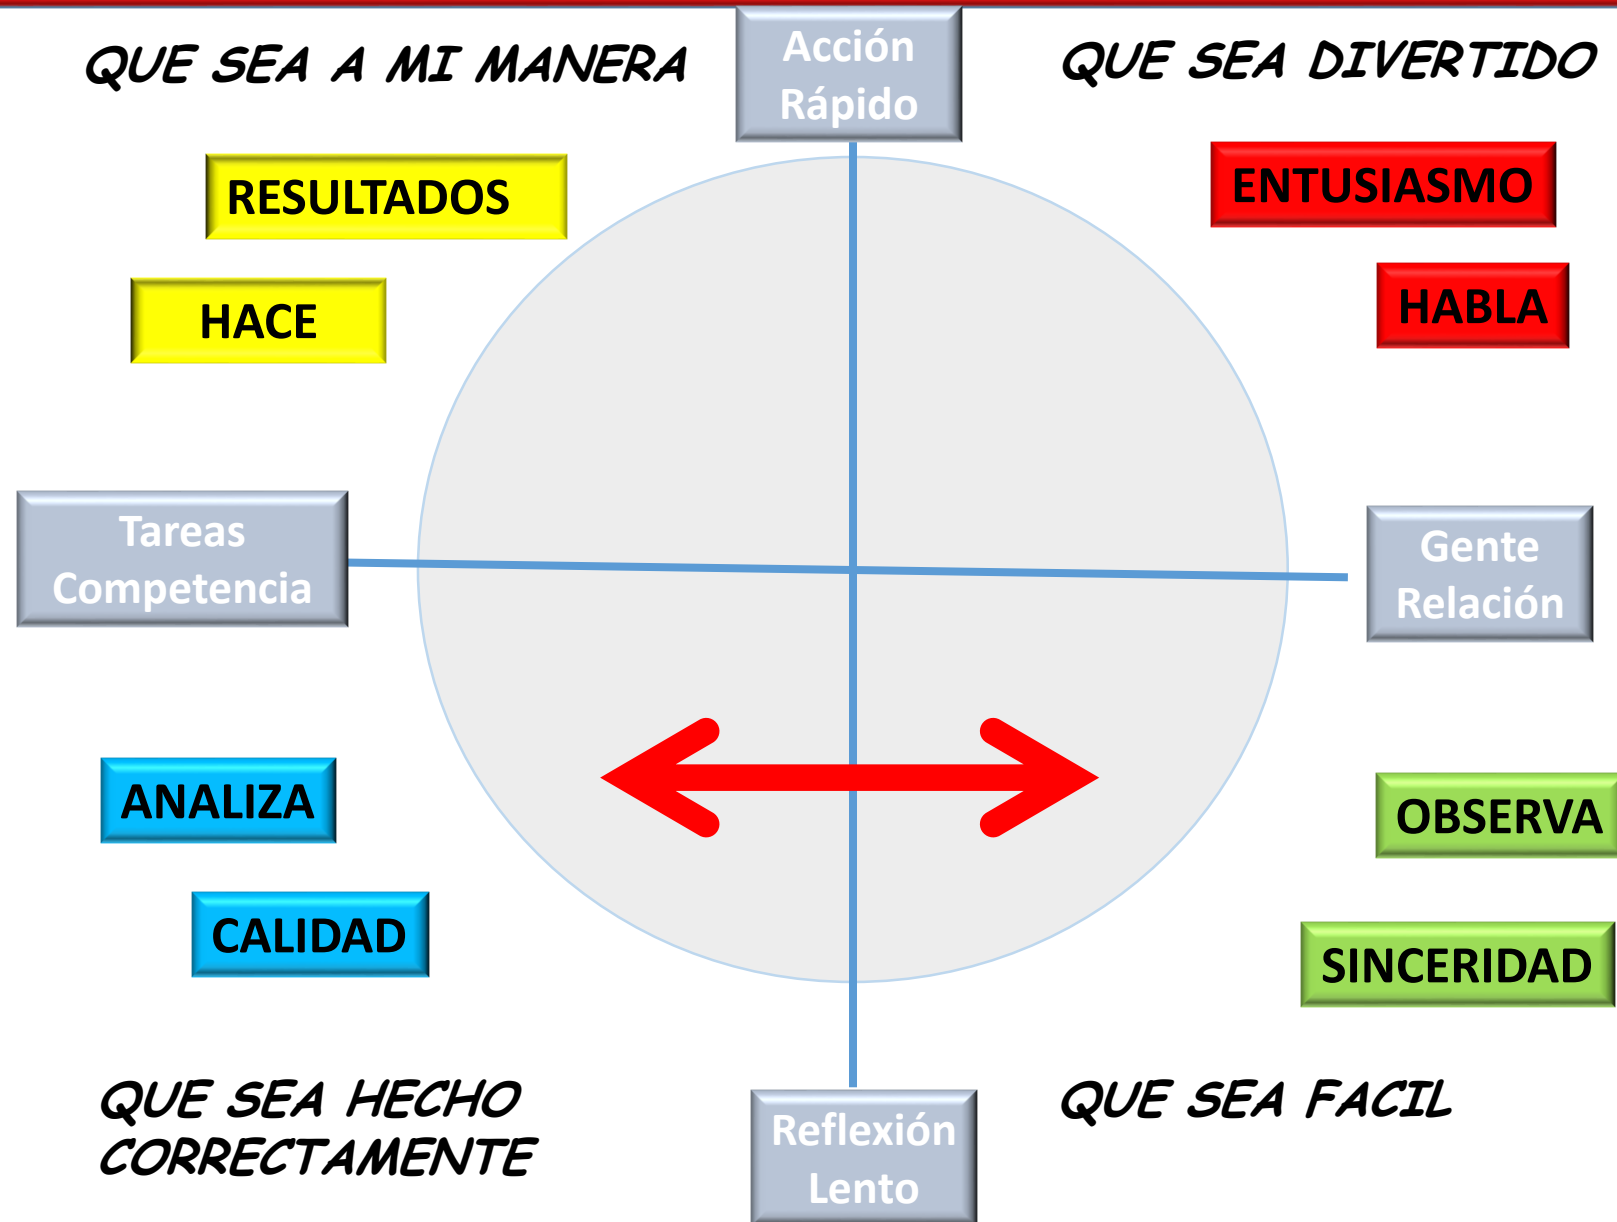 QUE SEA A MI MANERA
Acción
Rápido
QUE SEA DIVERTIDO
RESULTADOS
ENTUSIASMO
HACE
HABLA
Tareas
Competencia
Gente
Relación
ANALIZA
OBSERVA
CALIDAD
SINCERIDAD
QUE SEA HECHO
CORRECTAMENTE
Reflexión
Lento
QUE SEA FACIL